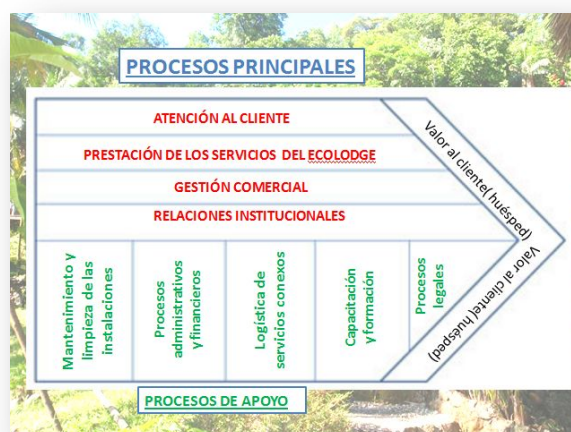 PROCESOS PRINCIPALES
ATENCIÓN AL CLIENTE
PRESTACIÓN DE LOS SERVICIOS DEL ECOLODGE
GESTIÓN COMERCIAL
RELACIONES INSTITUCIONALES
Valor al cliente( huésped)
Valor al cliente( huésped)
Mantenimiento y
limpieza de las
instalaciones
Procesos
administrativos
y financieros
Logística de
servicios conexos
Capacitación
y formación
Procesos
legales
PROCESOS DE APOYO